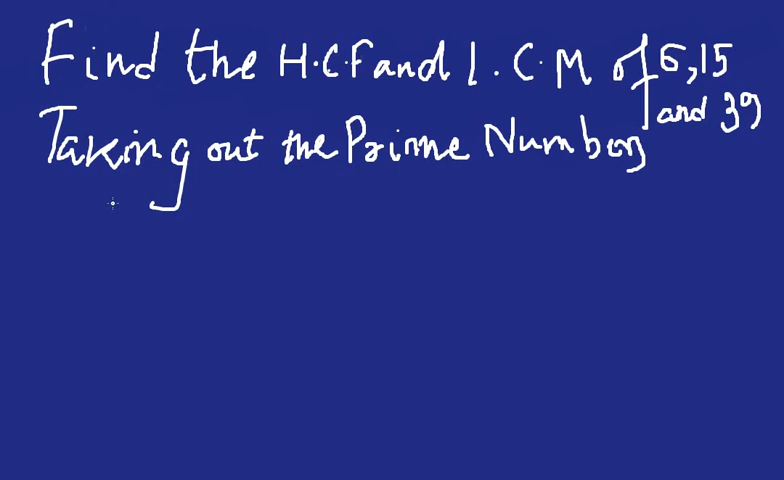 Find the H.C.F and L.C.M of 6,15
and 39
Taking out the Prime Numbers